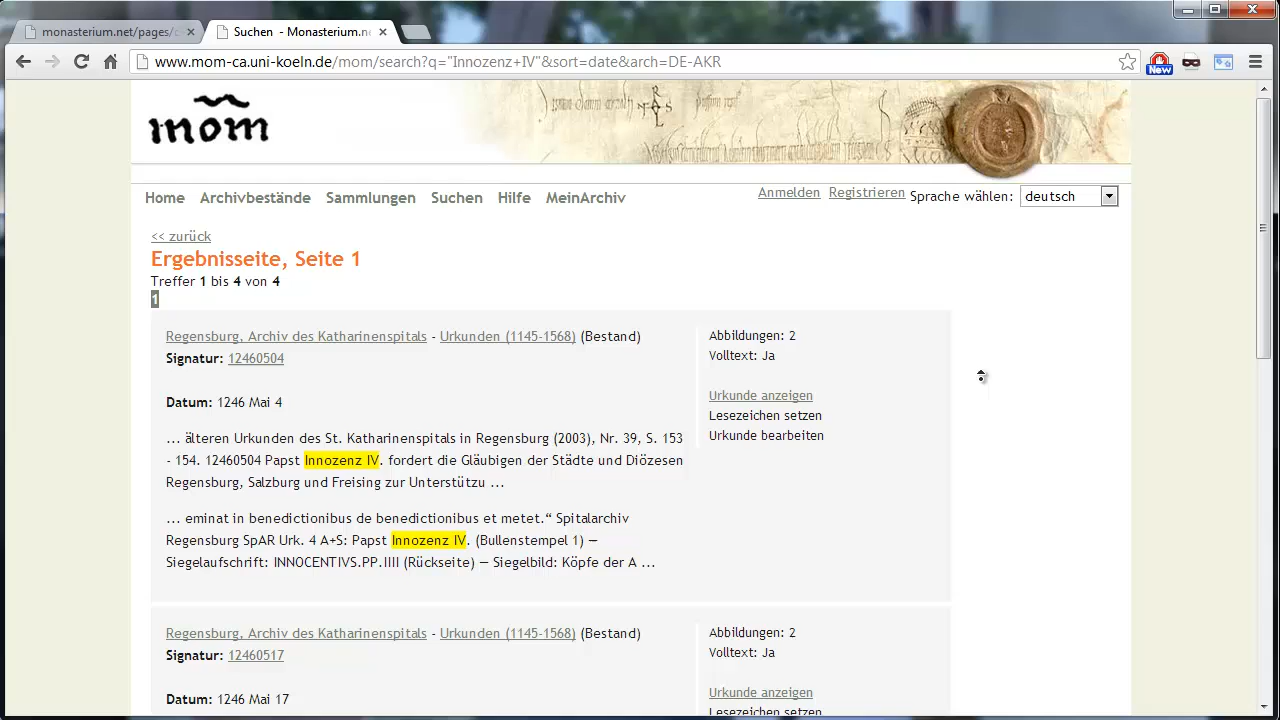 monasterium.net/pages/
Suchen - Monasterium.n
www.mom-ca.uni-koeln.de/mom/search?q="Innozenz+IV"&sort=date&arch=DE-AKR
New
mom
Home Archivbestände Sammlungen Suchen Hilfe MeinArchiv
Anmelden Registrieren Sprache wählen: deutsch
<< zurück
Ergebnisseite, Seite 1
Treffer 1 bis 4 von 4
1
Regensburg, Archiv des Katharinenspitals - Urkunden (1145-1568) (Bestand)
Signatur: 12460504
Datum: 1246 Mai 4
... älteren Urkunden des St. Katharinenspitals in Regensburg (2003), Nr. 39, S. 153
- 154. 12460504 Papst Innozenz IV. fordert die Gläubigen der Städte und Diözesen
Regensburg, Salzburg und Freising zur Unterstützu ...
... eminat in benedictionibus de benedictionibus et metet.“ Spitalarchiv
Regensburg SpAR Urk. 4 A+S: Papst Innozenz IV. (Bullenstempel 1) —
Siegelaufschrift: INNOCENTIVS.PP.IIII (Rückseite) — Siegelbild: Köpfe der A ...
Abbildungen: 2
Volltext: Ja
Urkunde anzeigen
Lesezeichen setzen
Urkunde bearbeiten
Regensburg, Archiv des Katharinenspitals - Urkunden (1145-1568) (Bestand)
Signatur: 12460517
Datum: 1246 Mai 17
Abbildungen: 2
Volltext: Ja
Urkunde anzeigen
Lesezeichen setzen